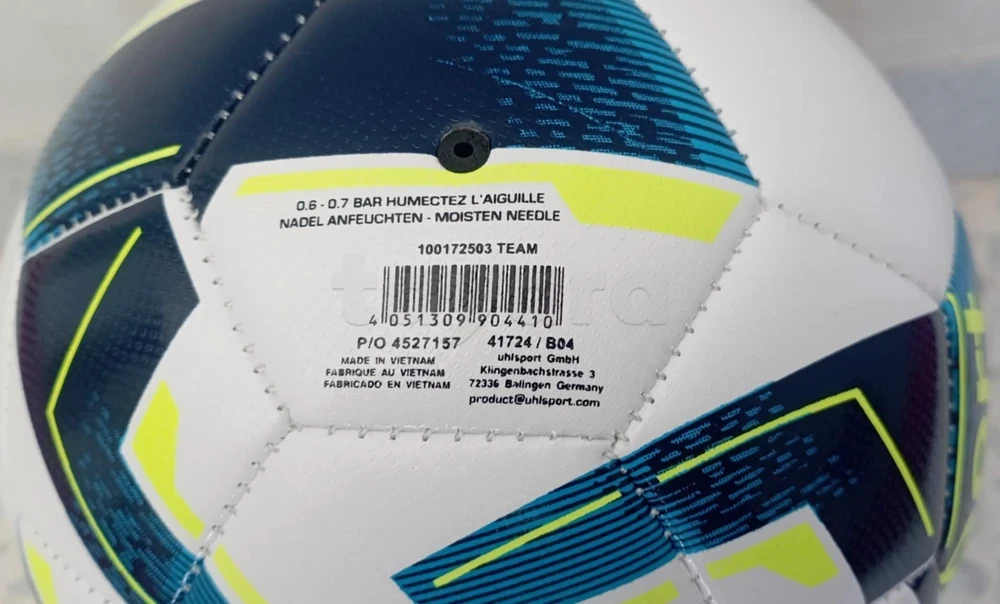 0.6 - 0.7 BAR HUMECTEZ L'AIGUILLE
NADEL ANFEUCHTEN - MOISTEN NEEDLE
100172503 TEAM
4 051309 904410
P/O 4527157 41724 / B04
MADE IN VIETNAM
FABRIQUE AU VIETNAM
FABRICADO EN VIETNAM
uhlsport GmbH
Klingenbachstrasse 3
72336 Balingen Germany
product@uhlsport.com